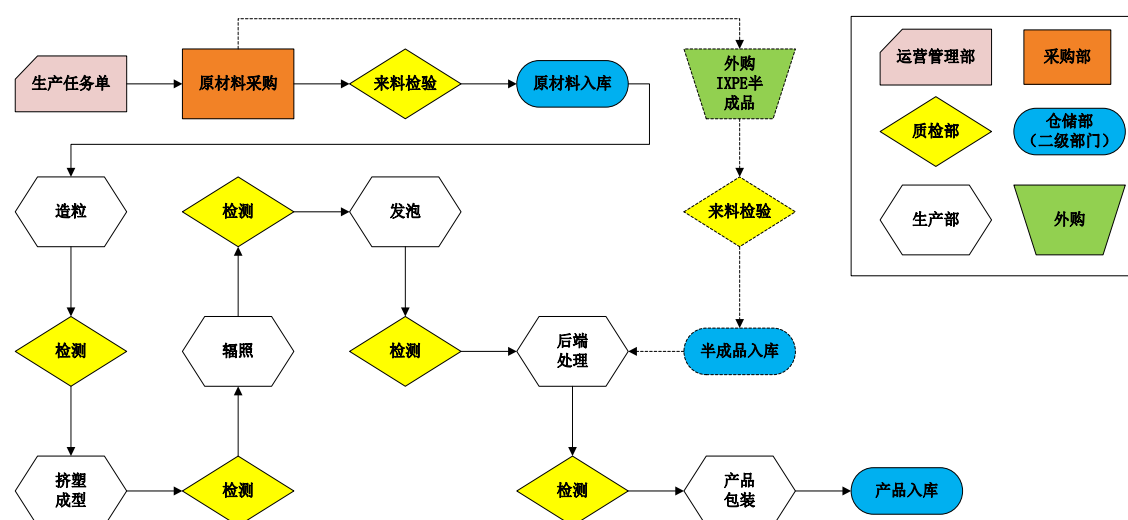 生产任务单
原材料采购
来料检验
原材料入库
外购
IXPE半
成品
运营管理部
采购部
质检部
仓储部
（二级部门）
生产部
外购
造粒
检测
发泡
来料检验
检测
辐照
检测
后端
处理
半成品入库
挤塑
成型
检测
检测
产品
包装
产品入库